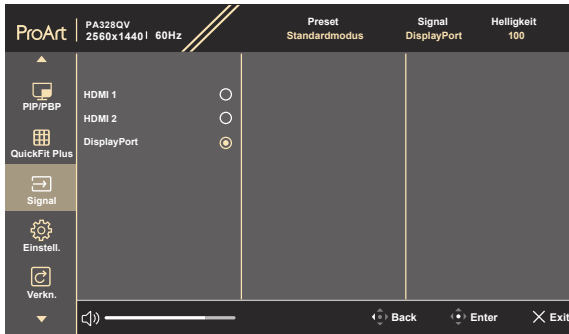 ProArt
PA328QV
2560x1440 60Hz
Preset
Standardmodus
Signal
DisplayPort
Helligkeit
100
PIP/PBP
QuickFit Plus
Signal
Einstell.
Verkn.
HDMI 1
HDMI 2
DisplayPort
Back
Enter
Exit